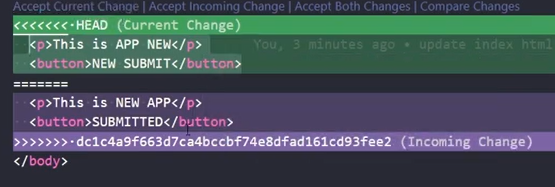 Accept Current Change | Accept Incoming Change | Accept Both Changes | Compare Changes
<<<<<<< HEAD (Current Change)
<p>This is APP NEW</p> You, 3 minutes ago • update index html
<button>NEW SUBMIT</button>
=======
<p>This is NEW APP</p>
<button>SUBMITTED</button>
>>>>>>> dc1c4a9f663d7ca4bccbf74e8dfad161cd93fee2 (Incoming Change)
</body>